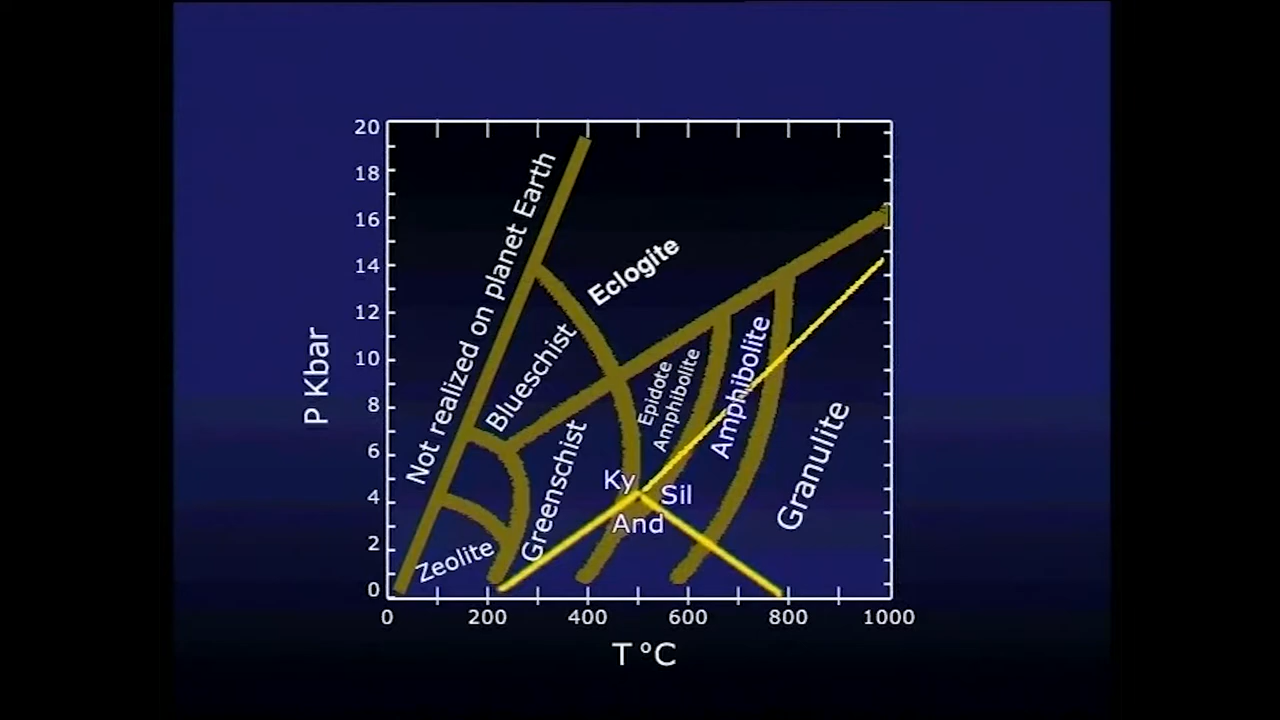 20
18
16
14
12
10
8
6
4
2
0
P Kbar
Not realized on planet Earth
Eclogite
Blueschist
Epidote
Amphibolite
Amphibolite
Greenschist
Granulite
Zeolite
Ky
Sil
And
0 200 400 600 800 1000
T °C